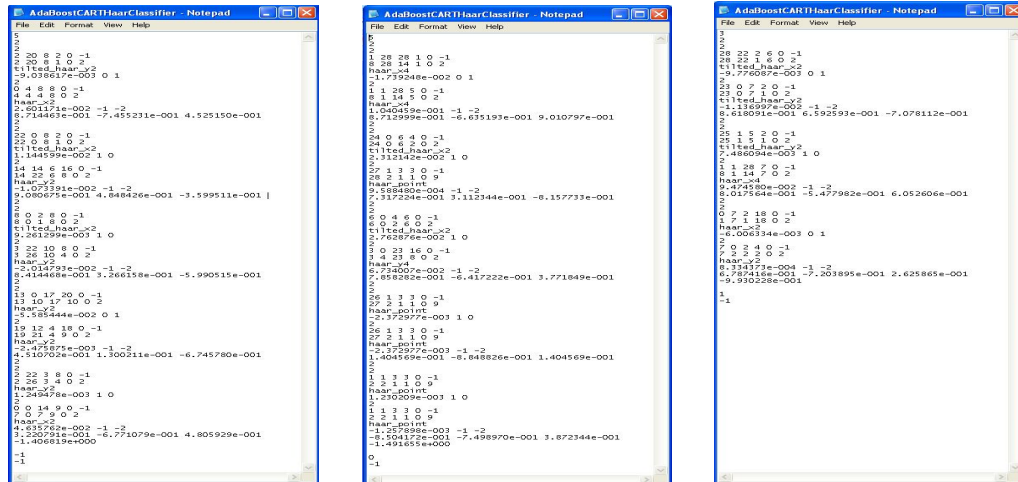 AdaBoostCARTHaarClassifier - Notepad
File Edit Format View Help
5
2
2
2 20 8 2 0 -1
2 20 8 1 0 2
tilted_haar_y2
-9.038617e-003 0 1
2
0 4 8 8 0 -1
4 4 4 8 0 2
haar_x2
2.601171e-002 -1 -2
8.714463e-001 -7.455231e-001 4.525150e-001
2
2
22 0 8 2 0 -1
22 0 8 1 0 2
tilted_haar_x2
1.144599e-002 1 0
2
14 14 6 16 0 -1
14 22 6 8 0 2
haar_y2
-1.073391e-002 -1 -2
9.080675e-001 4.848426e-001 -3.599511e-001
2
2
8 0 2 8 0 -1
8 0 1 8 0 2
tilted_haar_x2
9.261299e-003 1 0
2
3 22 10 8 0 -1
3 26 10 4 0 2
haar_y2
-2.014793e-002 -1 -2
8.414468e-001 3.266158e-001 -5.990515e-001
2
2
13 0 17 20 0 -1
13 10 17 10 0 2
haar_y2
-5.585444e-002 0 1
2
19 12 4 18 0 -1
19 21 4 9 0 2
haar_y2
-2.475875e-003 -1 -2
4.510702e-001 1.300211e-001 -6.745780e-001
2
2
2 22 3 8 0 -1
2 26 3 4 0 2
haar_y2
1.249478e-003 1 0
2
0 0 14 9 0 -1
7 0 7 9 0 2
haar_x2
4.635762e-002 -1 -2
3.220791e-001 -6.771079e-001 4.805929e-001
-1.406819e+000
-1
-1
AdaBoostCARTHaarClassifier - Notepad
File Edit Format View Help
5
2
2
1 28 28 1 0 -1
8 28 14 1 0 2
haar_x4
-1.739248e-002 0 1
2
1 1 28 5 0 -1
8 1 14 5 0 2
haar_x4
1.040459e-001 -1 -2
8.712999e-001 -6.635193e-001 9.010797e-001
2
2
24 0 6 4 0 -1
24 0 6 2 0 2
tilted_haar_x2
2.312142e-002 1 0
2
27 1 3 3 0 -1
28 2 1 1 0 9
haar_point
9.588480e-004 -1 -2
7.317224e-001 3.112344e-001 -8.157733e-001
2
2
6 0 4 6 0 -1
6 0 2 6 0 2
tilted_haar_x2
2.762876e-002 1 0
2
3 0 23 16 0 -1
3 4 23 8 0 2
haar_y4
6.734007e-002 -1 -2
7.858282e-001 -6.417222e-001 3.771849e-001
2
2
26 1 3 3 0 -1
27 2 1 1 0 9
haar_point
-2.372977e-003 1 0
2
26 1 3 3 0 -1
27 2 1 1 0 9
haar_point
-2.372977e-003 -1 -2
1.404569e-001 -8.848826e-001 1.404569e-001
2
2
1 1 3 3 0 -1
2 2 1 1 0 9
haar_point
1.230209e-003 1 0
2
1 1 3 3 0 -1
2 2 1 1 0 9
haar_point
-1.257898e-003 -1 -2
-8.504172e-001 -7.498970e-001 3.872344e-001
-1.491655e+000
0
-1
AdaBoostCARTHaarClassifier - Notepad
File Edit Format View Help
3
2
2
28 22 2 6 0 -1
28 22 1 6 0 2
tilted_haar_x2
-9.776087e-003 0 1
2
23 0 7 2 0 -1
23 0 7 1 0 2
tilted_haar_y2
-1.136997e-002 -1 -2
8.618091e-001 6.592593e-001 -7.078112e-001
2
2
25 1 5 2 0 -1
25 1 5 1 0 2
tilted_haar_y2
7.486094e-003 1 0
2
1 1 28 7 0 -1
8 1 14 7 0 2
haar_x4
9.474580e-002 -1 -2
8.017564e-001 -5.477982e-001 6.052606e-001
2
2
0 7 2 18 0 -1
1 7 1 18 0 2
haar_x2
-6.006334e-003 0 1
2
7 0 2 4 0 -1
7 2 2 2 0 2
haar_y2
8.334373e-004 -1 -2
6.787416e-001 -7.203895e-001 2.625865e-001
-9.930228e-001
1
-1